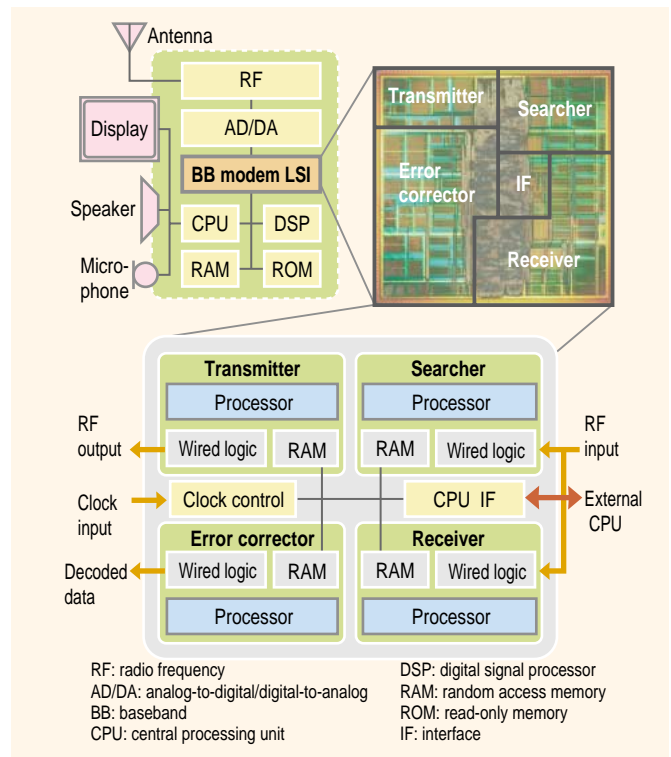 Antenna
RF
AD/DA
Display
BB modem LSI
Speaker
CPU
DSP
Micro-
phone
RAM
ROM
Transmitter
Searcher
Error
corrector
IF
Receiver
Transmitter
Searcher
Processor
Processor
RF
output
Wired logic
RAM
RAM
Wired logic
RF
input
Clock
input
Clock control
CPU IF
External
CPU
Error corrector
Receiver
Decoded
data
Wired logic
RAM
RAM
Wired logic
Processor
Processor
RF: radio frequency
AD/DA: analog-to-digital/digital-to-analog
BB: baseband
CPU: central processing unit
DSP: digital signal processor
RAM: random access memory
ROM: read-only memory
IF: interface